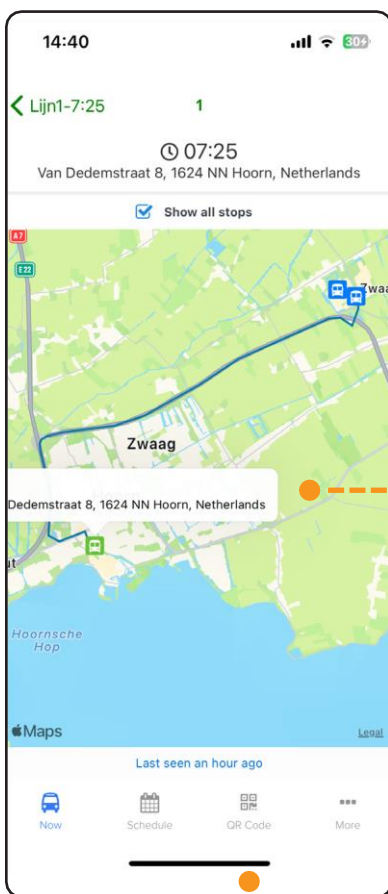 14:40
30
Lijn1-7:25
1
07:25
Van Dedemstraat 8, 1624 NN Hoorn, Netherlands
Show all stops
A7
E22
Zwaa
Zwaag
Dedemstraat 8, 1624 NN Hoorn, Netherlands
ut
Hoornsche
Hop
Maps
Legal
Last seen an hour ago
Now
Schedule
QR Code
More